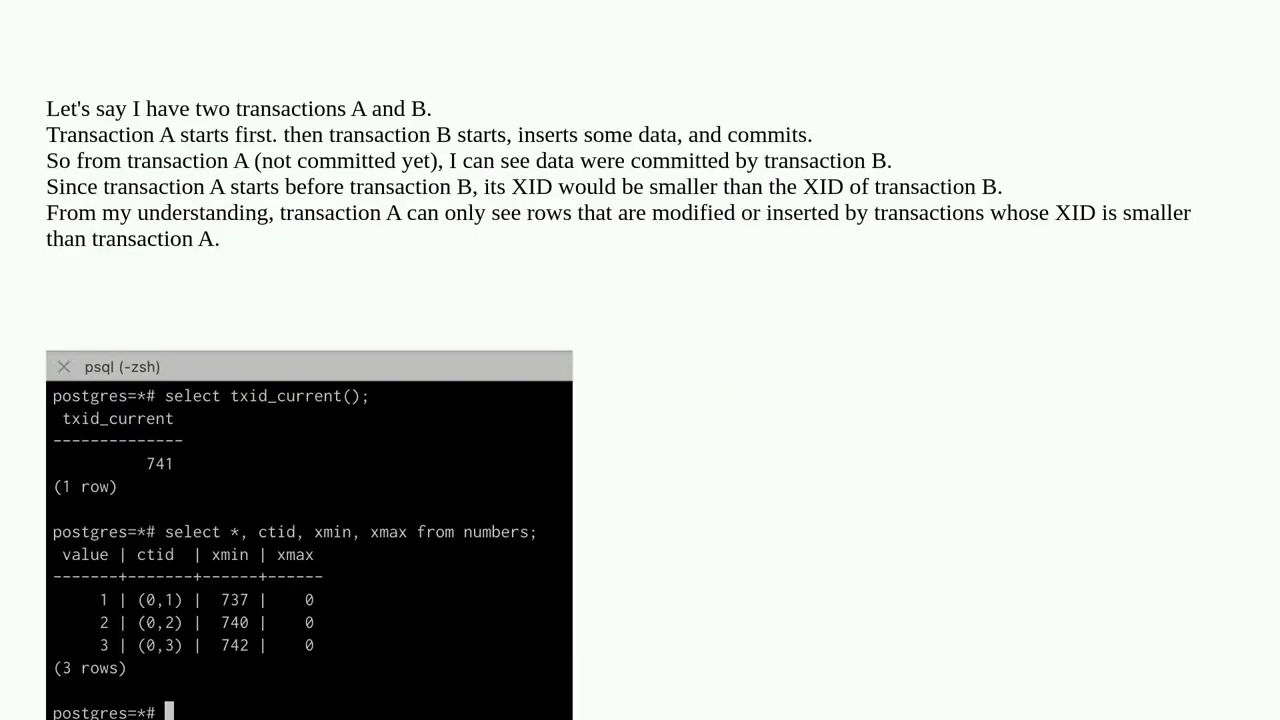 Let's say I have two transactions A and B.
Transaction A starts first. then transaction B starts, inserts some data, and commits.
So from transaction A (not committed yet), I can see data were committed by transaction B.
Since transaction A starts before transaction B, its XID would be smaller than the XID of transaction B.
From my understanding, transaction A can only see rows that are modified or inserted by transactions whose XID is smaller
than transaction A.
psql (-zsh)
postgres=*# select txid_current();
txid_current
--------------
741
(1 row)
postgres=*# select *, ctid, xmin, xmax from numbers;
value | ctid  | xmin | xmax
-------+-------+------+------
1 | (0,1) |  737 |    0
2 | (0,2) |  740 |    0
3 | (0,3) |  742 |    0
(3 rows)
postgres=*#